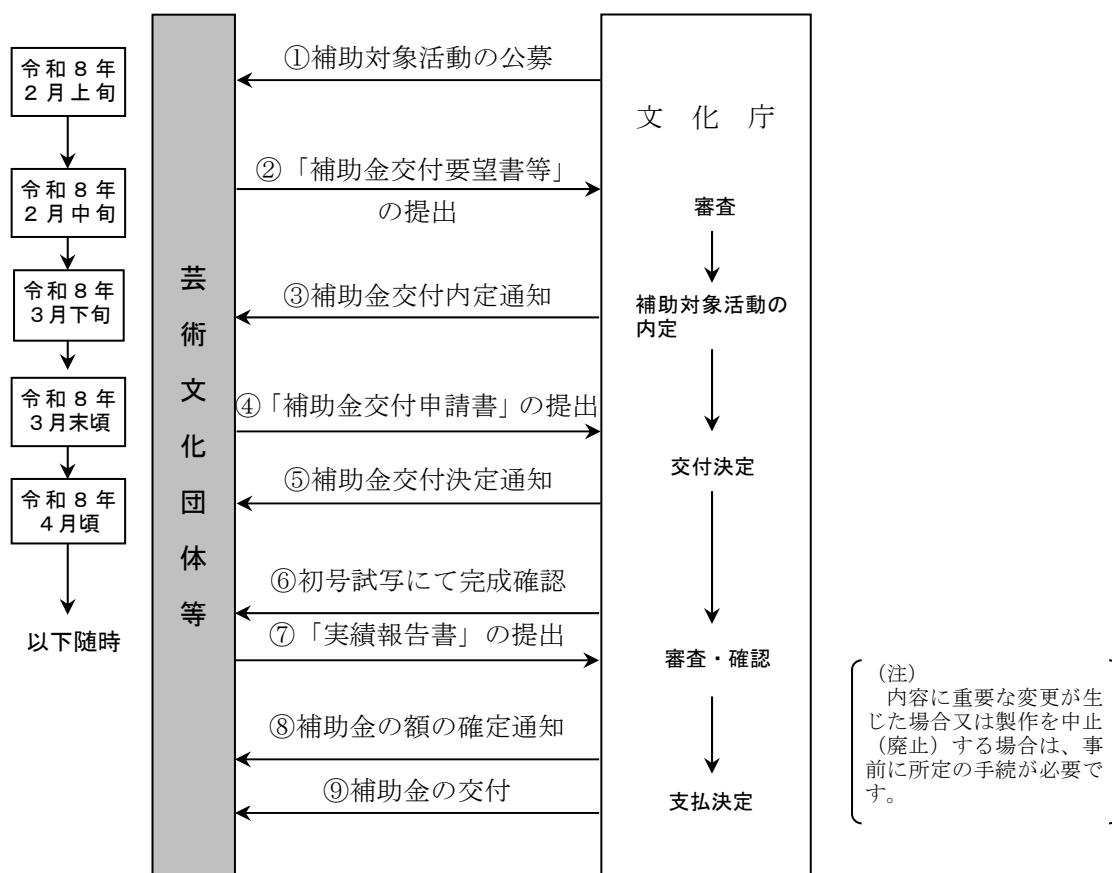 令和８年
２月上旬
令和８年
２月中旬
令和８年
３月下旬
令和８年
３月末頃
令和８年
４月頃
以下随時
芸術文化団体等
①補助対象活動の公募
②「補助金交付要望書等」
の提出
③補助金交付内定通知
④「補助金交付申請書」の提出
⑤補助金交付決定通知
⑥初号試写にて完成確認
⑦「実績報告書」の提出
⑧補助金の額の確定通知
⑨補助金の交付
文　化　庁
審査
補助対象活動の
内定
交付決定
審査・確認
支払決定
（注）
　内容に重要な変更が生
じた場合又は製作を中止
（廃止）する場合は、事
前に所定の手続が必要で
す。